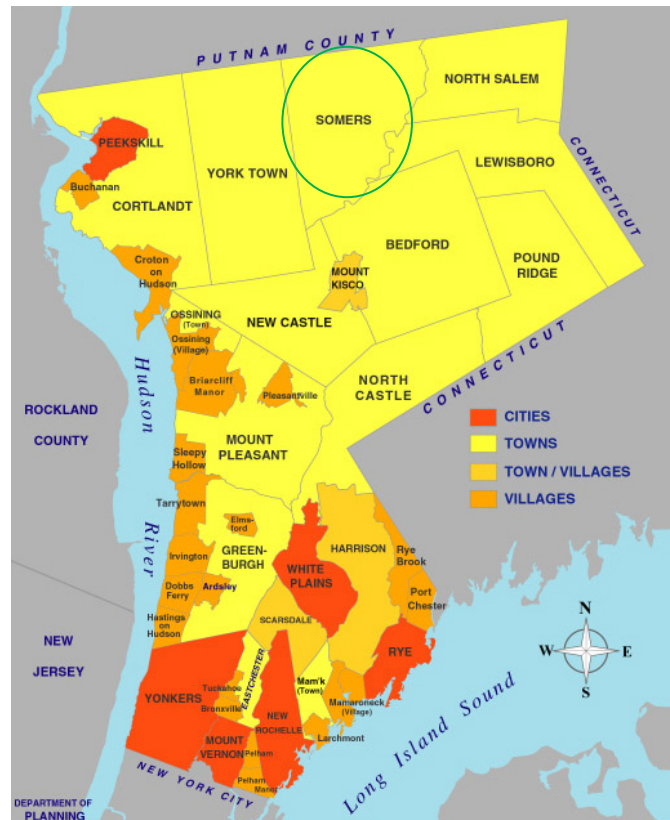 PUTNAM COUNTY
NORTH SALEM
SOMERS
PEEKSKILL
LEWISBORO
CONNECTICUT
YORK TOWN
Buchanan
CORTLANDT
BEDFORD
POUND
RIDGE
Croton
on
Hudson
MOUNT
KISCO
OSSINING
(Town)
NEW CASTLE
Ossining
(Village)
Hudson
River
Briarcliff
Manor
Pleasantville
NORTH
CASTLE
CONNECTICUT
ROCKLAND
COUNTY
CITIES
TOWNS
TOWN / VILLAGES
VILLAGES
MOUNT
PLEASANT
Sleepy
Hollow
Tarrytown
Elms-
ford
GREEN-
BURGH
HARRISON
Rye
Brook
Irvington
WHITE
PLAINS
Dobbs
Ferry
Ardsley
Port
Chester
Hastings
on
Hudson
SCARSDALE
N
W
E
S
NEW
JERSEY
RYE
EASTCHESTER
Mam'k
(Town)
YONKERS
Tuckahoe
Bronxville
Mamaroneck
(Village)
NEW
ROCHELLE
Larchmont
MOUNT
VERNON
Pelham
Pelham
Manor
Long Island Sound
NEW YORK CITY
DEPARTMENT OF
PLANNING